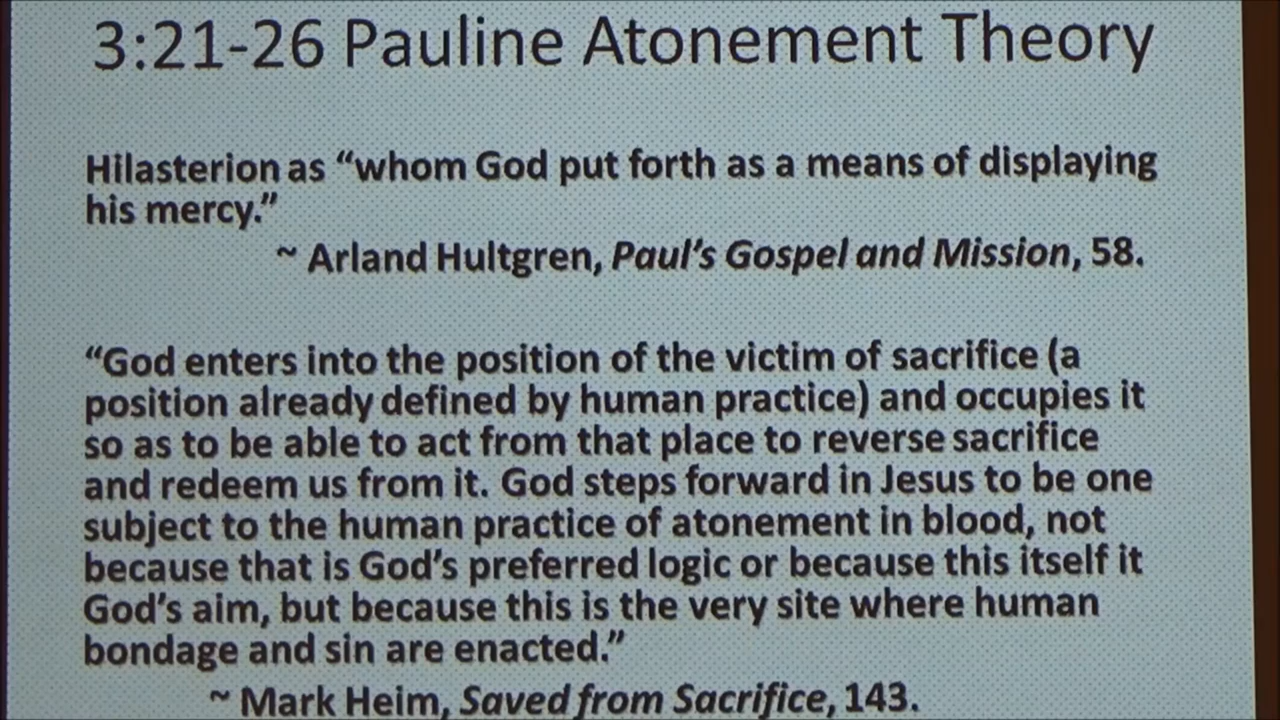 3:21-26 Pauline Atonement Theory
Hilasterion as “whom God put forth as a means of displaying
his mercy.”
~ Arland Hultgren, Paul’s Gospel and Mission, 58.
“God enters into the position of the victim of sacrifice (a
position already defined by human practice) and occupies it
so as to be able to act from that place to reverse sacrifice
and redeem us from it. God steps forward in Jesus to be one
subject to the human practice of atonement in blood, not
because that is God’s preferred logic or because this itself it
God’s aim, but because this is the very site where human
bondage and sin are enacted.”
~ Mark Heim, Saved from Sacrifice, 143.